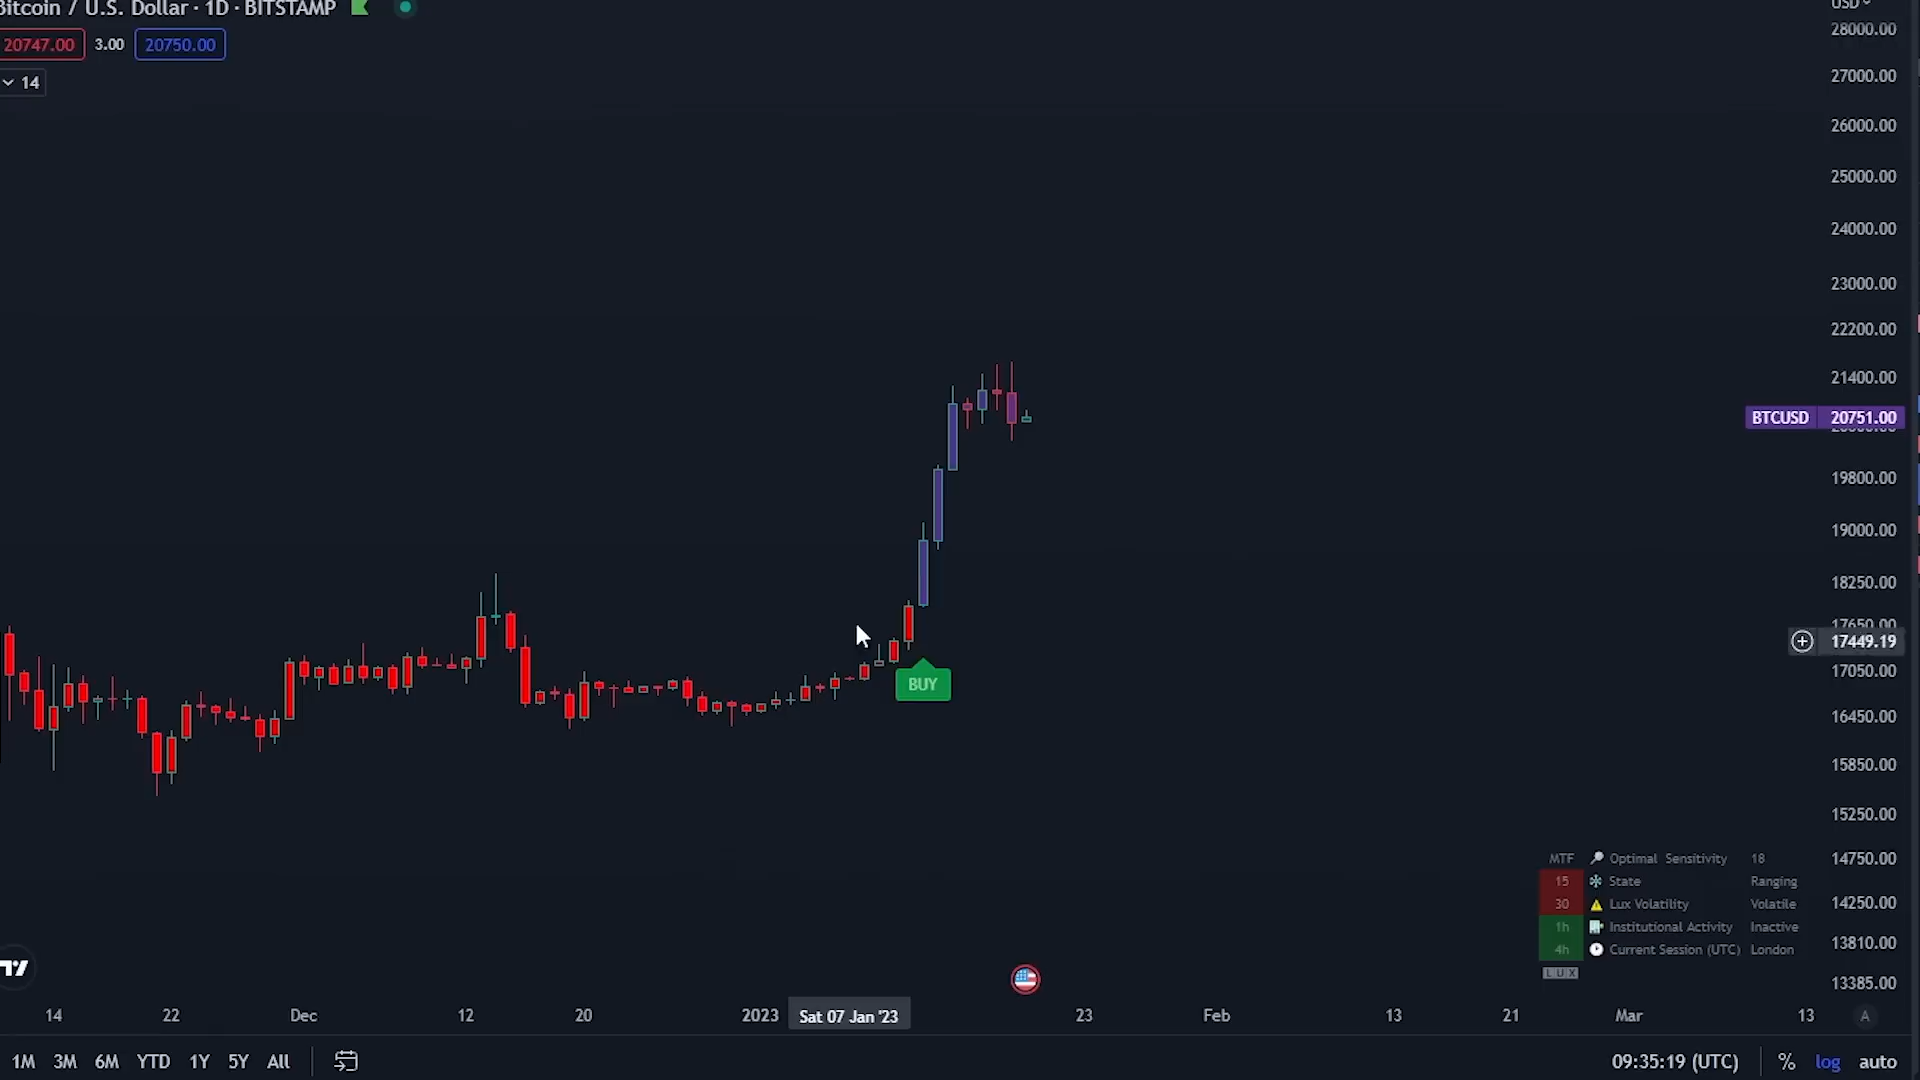 Bitcoin / U.S. Dollar · 1D · BITSTAMP
USD
20747.00 3.00 20750.00
14
28000.00
27000.00
26000.00
25000.00
24000.00
23000.00
22200.00
21400.00
BTCUSD 20751.00
19800.00
19000.00
18250.00
17650.00
17449.19
17050.00
BUY
16450.00
15850.00
15250.00
14750.00
14250.00
13810.00
13385.00
MTF Optimal Sensitivity 18
15 State Ranging
30 Lux Volatility Volatile
1h Institutional Activity Inactive
4h Current Session (UTC) London
LUX
14 22 Dec 12 20 2023 Sat 07 Jan '23 23 Feb 13 21 Mar 13 A
1M 3M 6M YTD 1Y 5Y All 09:35:19 (UTC) % log auto